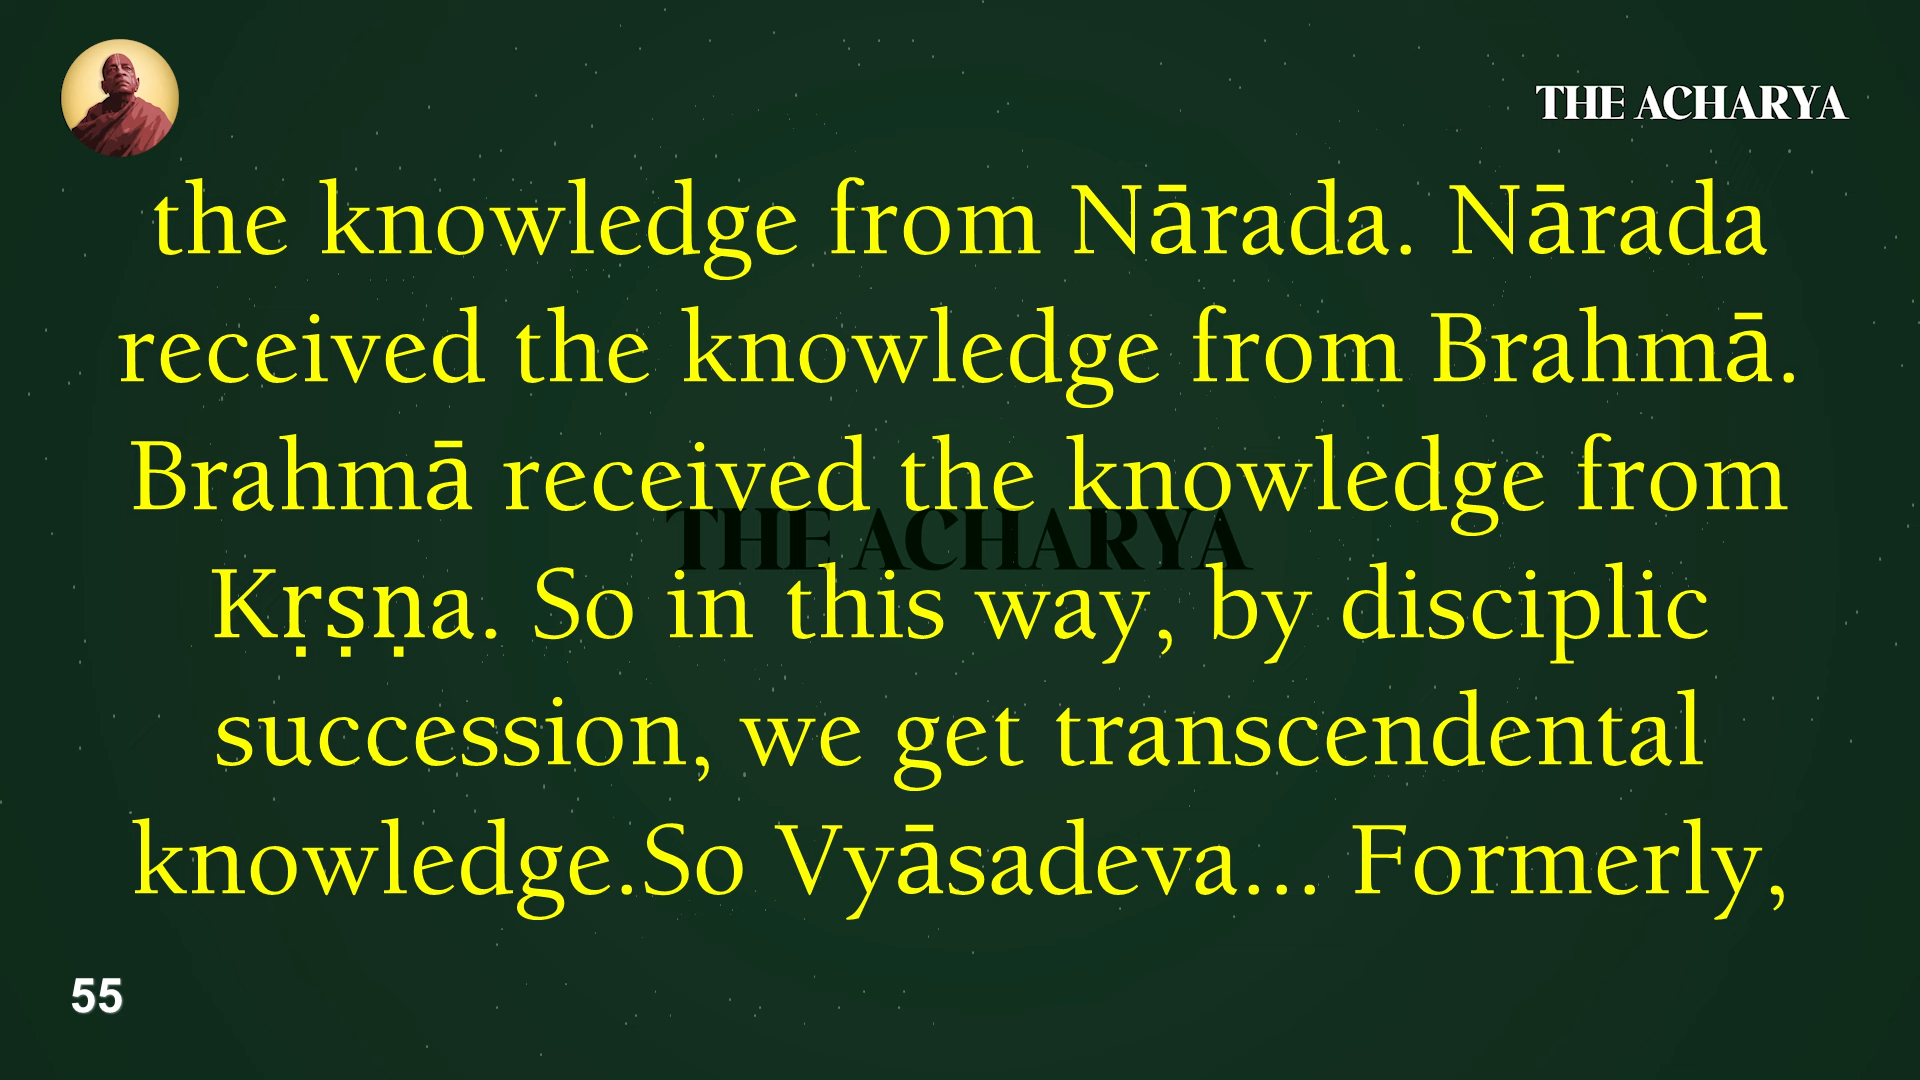 THE ACHARYA
the knowledge from Nārada. Nārada
received the knowledge from Brahmā.
Brahmā received the knowledge from
THE ACHARYA
Kṛṣṇa. So in this way, by disciplic
succession, we get transcendental
knowledge.So Vyāsadeva... Formerly,
55